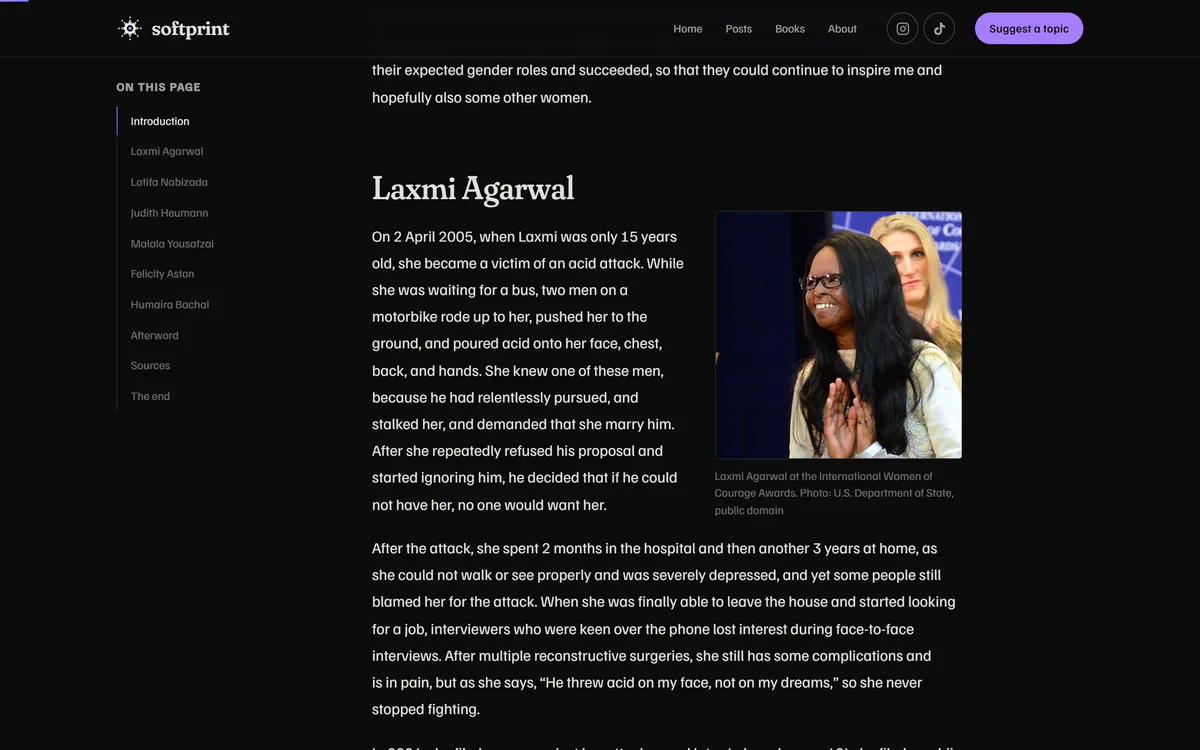 softprint
Home
Posts
Books
About
Suggest a topic
ON THIS PAGE
Introduction
Laxmi Agarwal
Latifa Nabizada
Judith Heumann
Malala Yousafzai
Felicity Aston
Humaira Bachal
Afterword
Sources
The end
their expected gender roles and succeeded, so that they could continue to inspire me and
hopefully also some other women.
Laxmi Agarwal
On 2 April 2005, when Laxmi was only 15 years
old, she became a victim of an acid attack. While
she was waiting for a bus, two men on a
motorbike rode up to her, pushed her to the
ground, and poured acid onto her face, chest,
back, and hands. She knew one of these men,
because he had relentlessly pursued, and
stalked her, and demanded that she marry him.
After she repeatedly refused his proposal and
started ignoring him, he decided that if he could
not have her, no one would want her.
Laxmi Agarwal at the International Women of
Courage Awards. Photo: U.S. Department of State,
public domain
After the attack, she spent 2 months in the hospital and then another 3 years at home, as
she could not walk or see properly and was severely depressed, and yet some people still
blamed her for the attack. When she was finally able to leave the house and started looking
for a job, interviewers who were keen over the phone lost interest during face-to-face
interviews. After multiple reconstructive surgeries, she still has some complications and
is in pain, but as she says, “He threw acid on my face, not on my dreams,” so she never
stopped fighting.